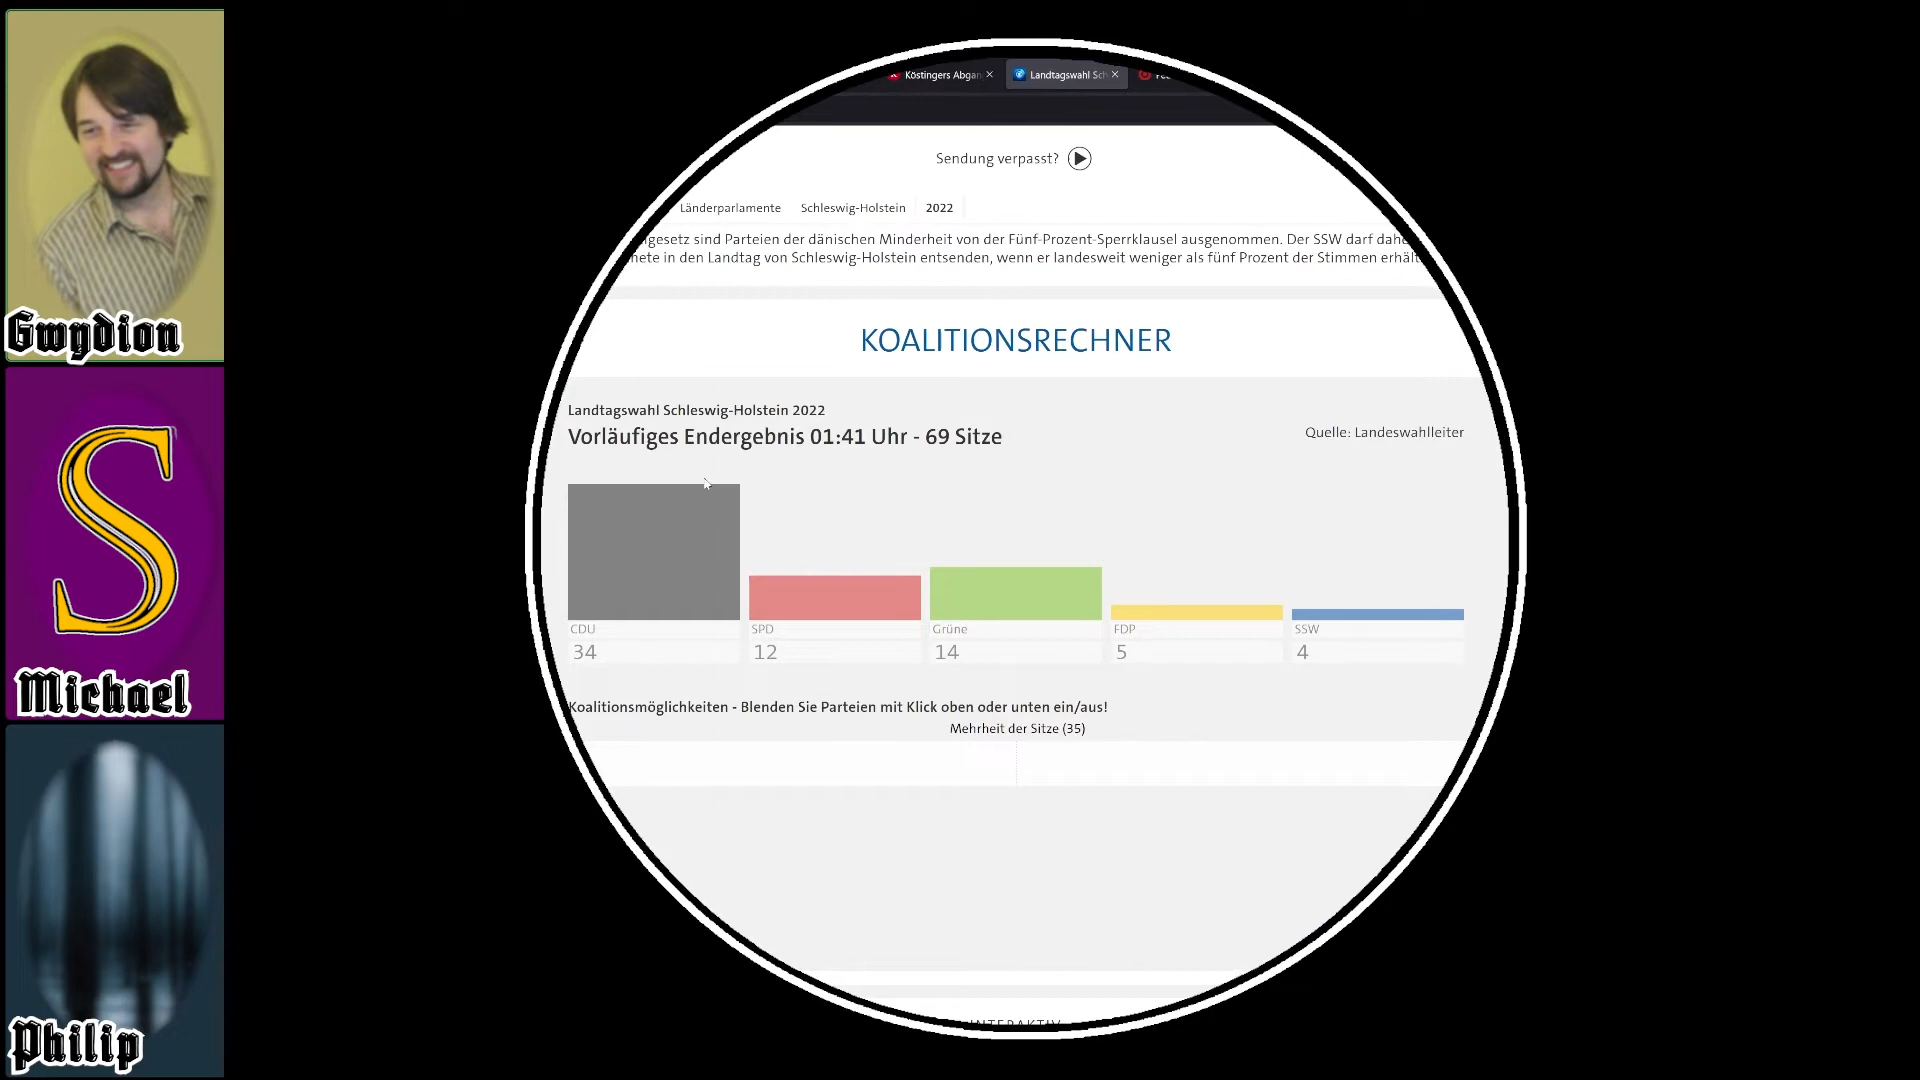 Gwydion
Michael
Philip
Köstingers Abgan
Landtagswahl Sch
Sendung verpasst?
Länderparlamente Schleswig-Holstein 2022
gesetz sind Parteien der dänischen Minderheit von der Fünf-Prozent-Sperrklausel ausgenommen. Der SSW darf dahe
nete in den Landtag von Schleswig-Holstein entsenden, wenn er landesweit weniger als fünf Prozent der Stimmen erhält
KOALITIONSRECHNER
Landtagswahl Schleswig-Holstein 2022
Vorläufiges Endergebnis 01:41 Uhr - 69 Sitze
Quelle: Landeswahlleiter
CDU SPD Grüne FDP SSW
34 12 14 5 4
Koalitionsmöglichkeiten - Blenden Sie Parteien mit Klick oben oder unten ein/aus!
Mehrheit der Sitze (35)
INTERAKTIV